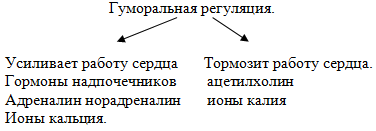 Гуморальная регуляция.
Усиливает работу сердца Тормозит работу сердца.
Гормоны надпочечников ацетилхолин
Адреналин норадреналин ионы калия
Ионы кальция.